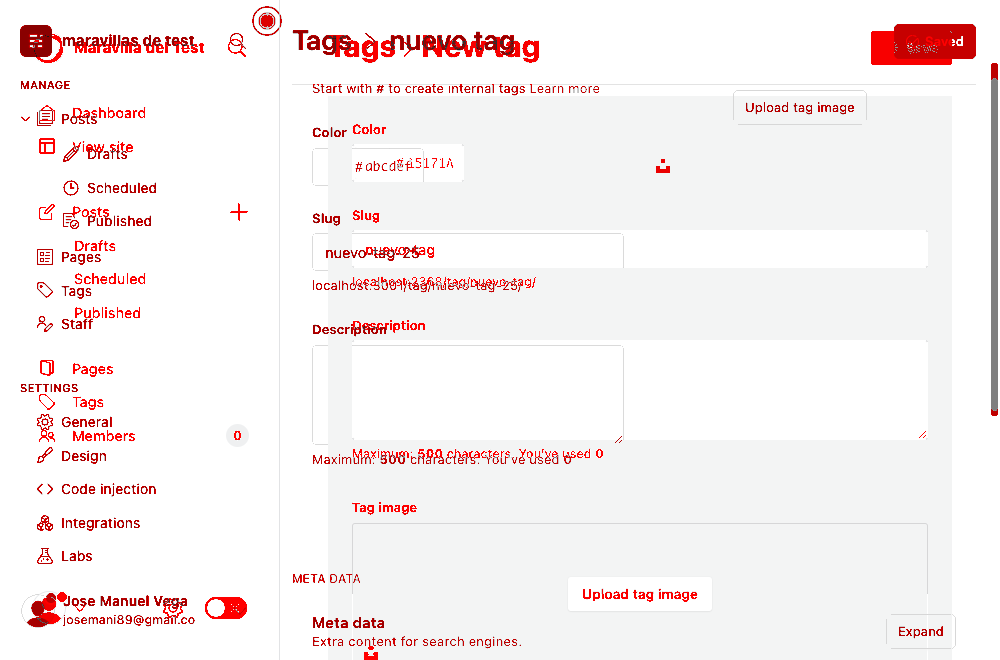 maravillas de test
Maravilla del Test
Tags > nuevo tag
Tags > New tag
Saved
MANAGE
Start with # to create internal tags Learn more
Upload tag image
Dashboard
Posts
Color
Color
View site
Drafts
#abcdef
#15171A
Scheduled
Posts
Published
Slug
Slug
Drafts
Pages
nuevo-tag-25
nuevo-tag
Scheduled
Tags
localhost:2368/tag/nuevo-tag/
localhost:3001/tag/nuevo-tag-25/
Published
Staff
Description
Description
Pages
SETTINGS
Tags
General
Members
0
Design
Maximum: 500 characters. You've used 0
Maximum: 500 characters. You've used 0
Code injection
Tag image
Integrations
Labs
META DATA
Upload tag image
Jose Manuel Vega
josemani89@gmail.co
Meta data
Extra content for search engines.
Expand